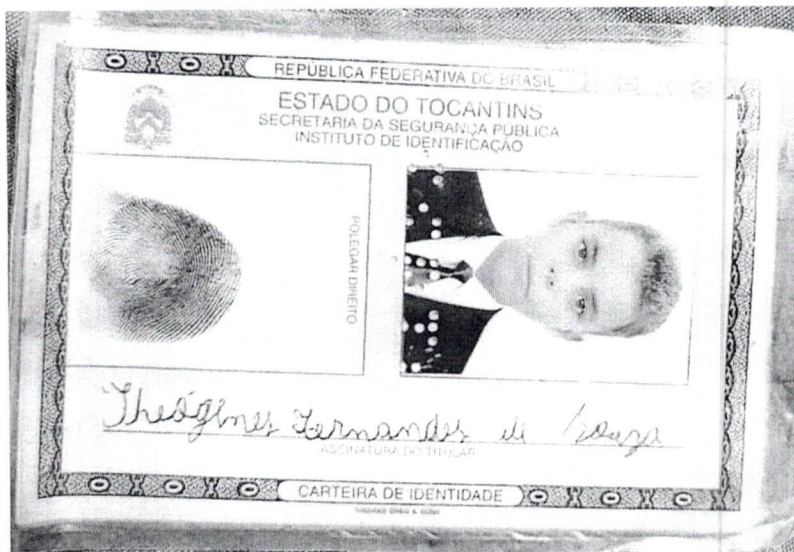 REPÚBLICA FEDERATIVA DO BRASIL
ESTADO DO TOCANTINS
SECRETARIA DA SEGURANÇA PÚBLICA
INSTITUTO DE IDENTIFICAÇÃO
POLEGAR DIREITO
Theógenes Fernandes de Souza
ASSINATURA DO TITULAR
CARTEIRA DE IDENTIDADE